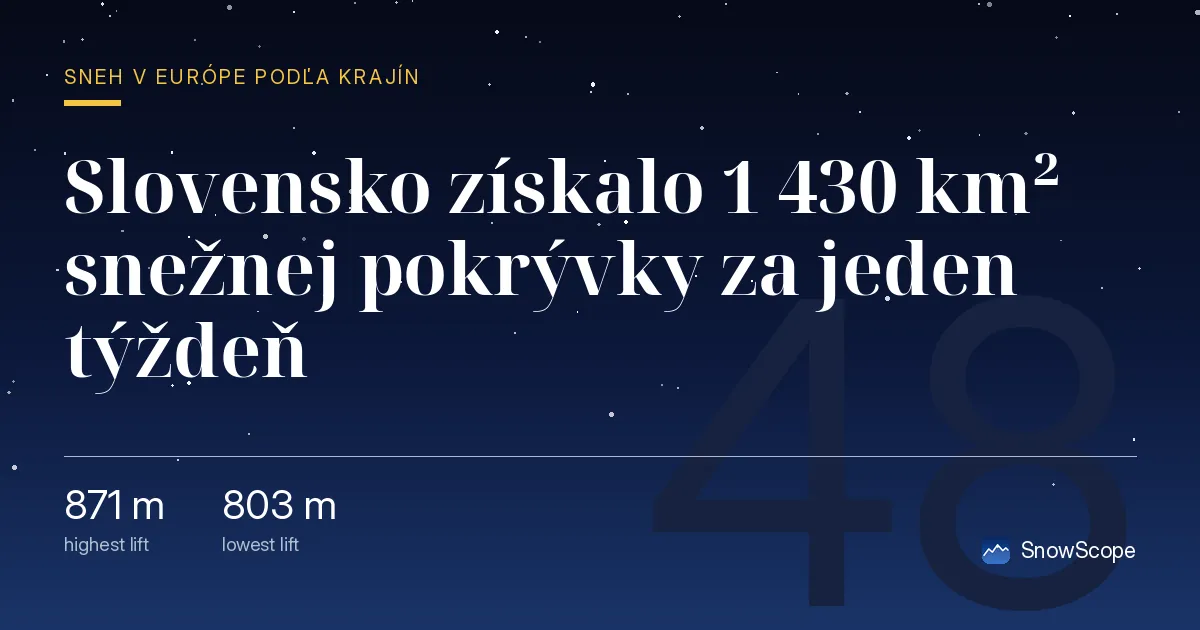 SNEH V EURÓPE PODĽA KRAJÍN
Slovensko získalo 1 430 km²
snežnej pokrývky za jeden
týždeň
48
871 m
highest lift
803 m
lowest lift
SnowScope